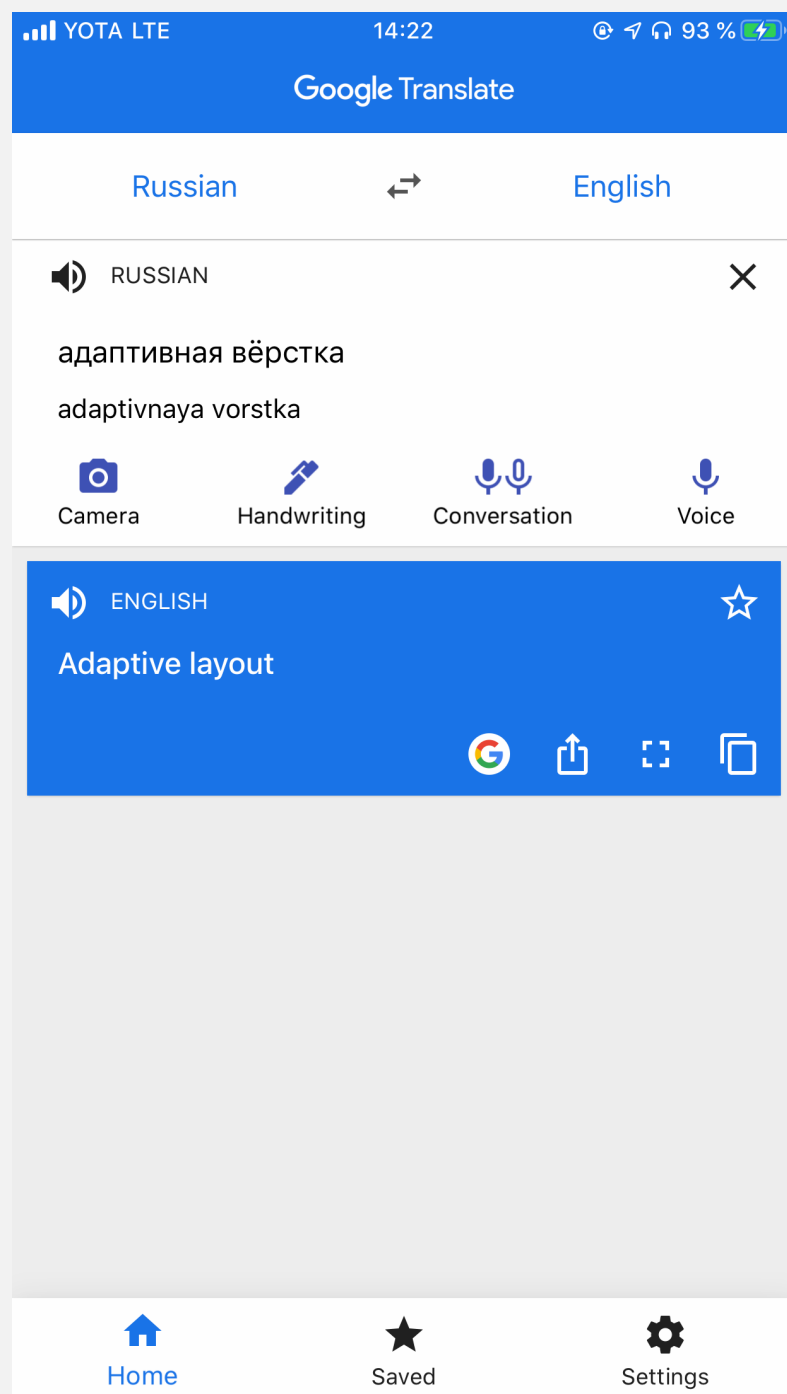 YOTA LTE 14:22 93 %
Google Translate
Russian English
RUSSIAN
адаптивная вёрстка
adaptivnaya vorstka
Camera Handwriting Conversation Voice
ENGLISH
Adaptive layout
G
Home Saved Settings